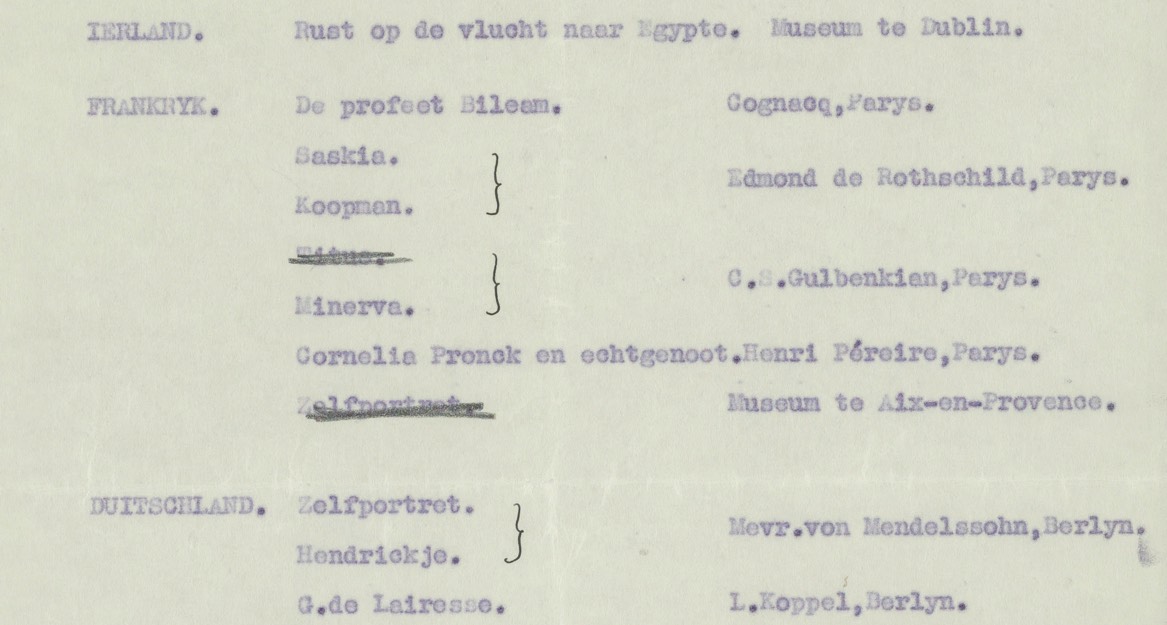 IERLAND. Rust op de vlucht naar Egypte. Museum te Dublin.
FRANKRYK. De profeet Bileam. Cognacq,Parys.
Saskia.
Edmond de Rothschild,Parys.
Koopman.
Titus.
C.S.Gulbenkian,Parys.
Minerva.
Cornelia Pronck en echtgenoot.Henri Péreire,Parys.
Zelfportret. Museum te Aix-en-Provence.
DUITSCHLAND. Zelfportret.
Mevr.von Mendelssohn,Berlyn.
Hendrickje.
G.de Lairesse. L.Koppel,Berlyn.